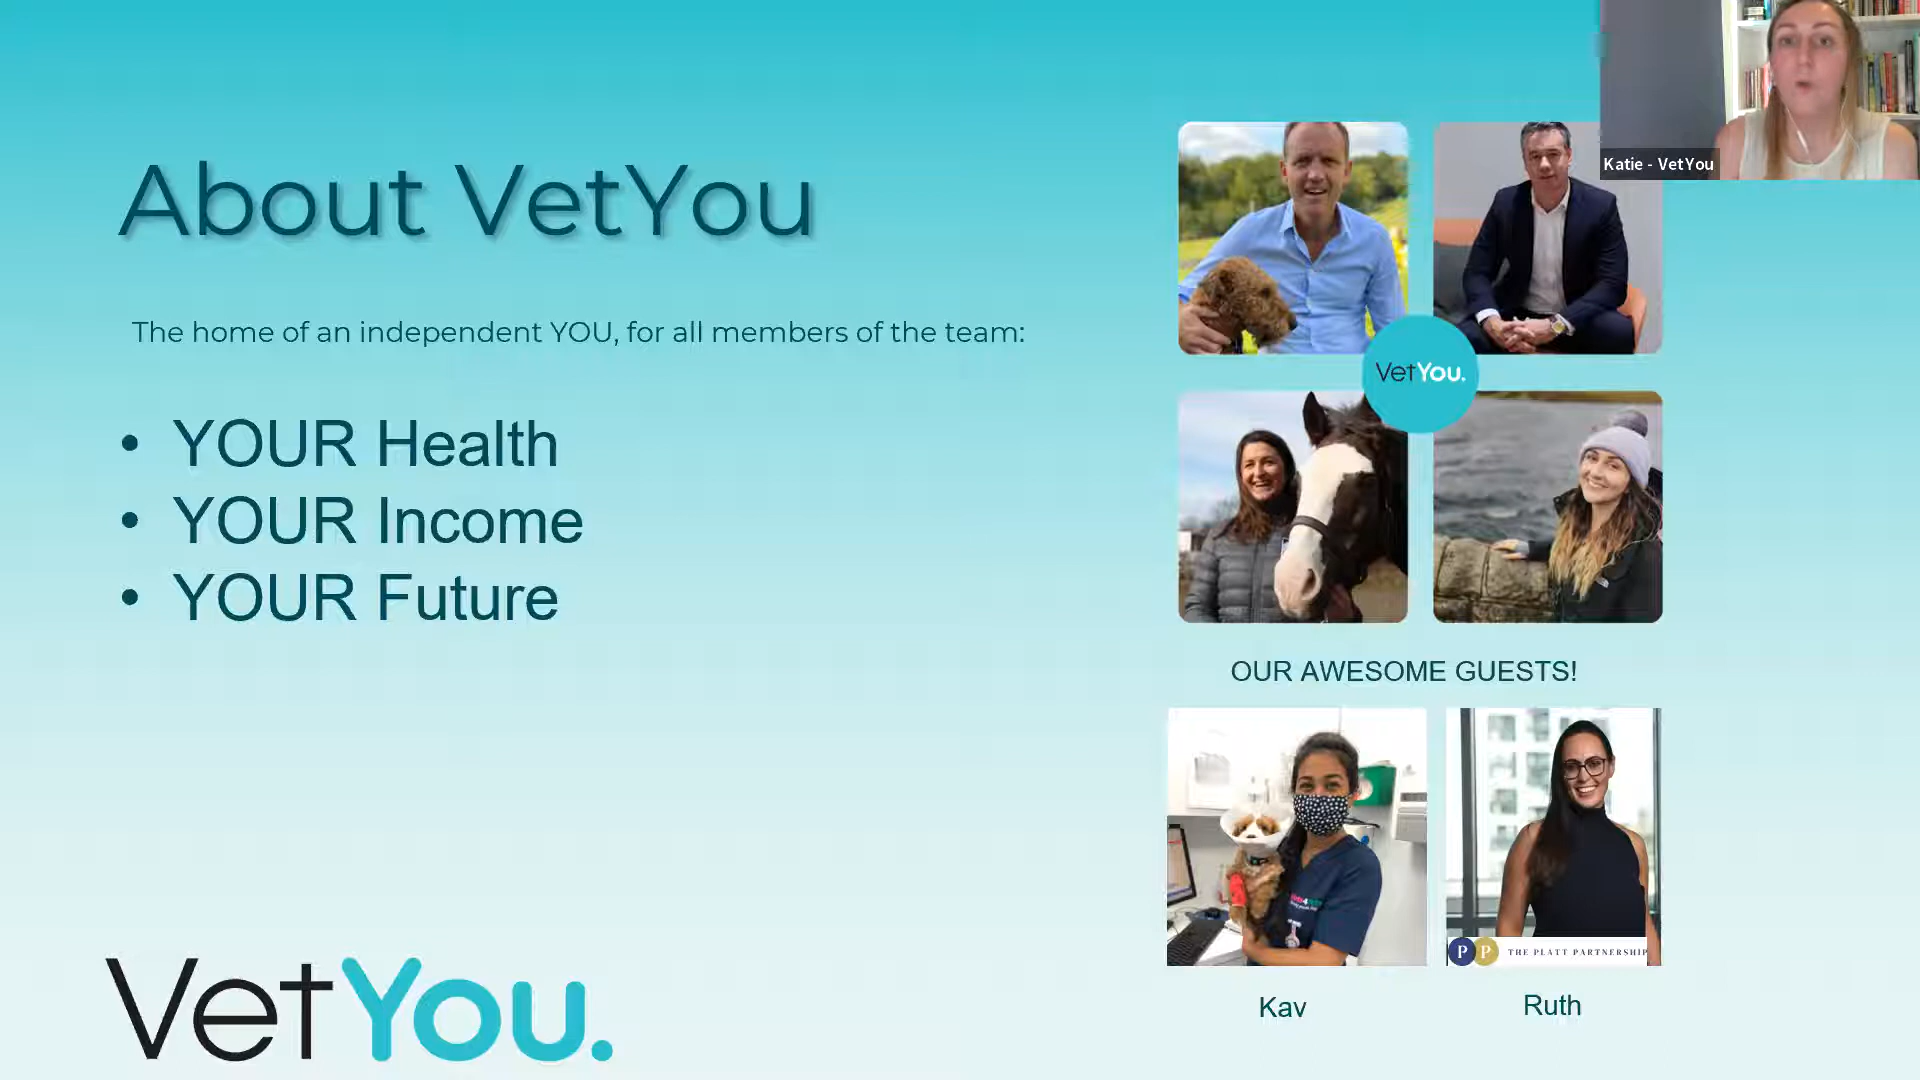 Katie - VetYou
About VetYou
The home of an independent YOU, for all members of the team:
• YOUR Health
• YOUR Income
• YOUR Future
VetYou.
OUR AWESOME GUESTS!
P P THE PLATT PARTNERSHIP
Kav
Ruth
VetYou.